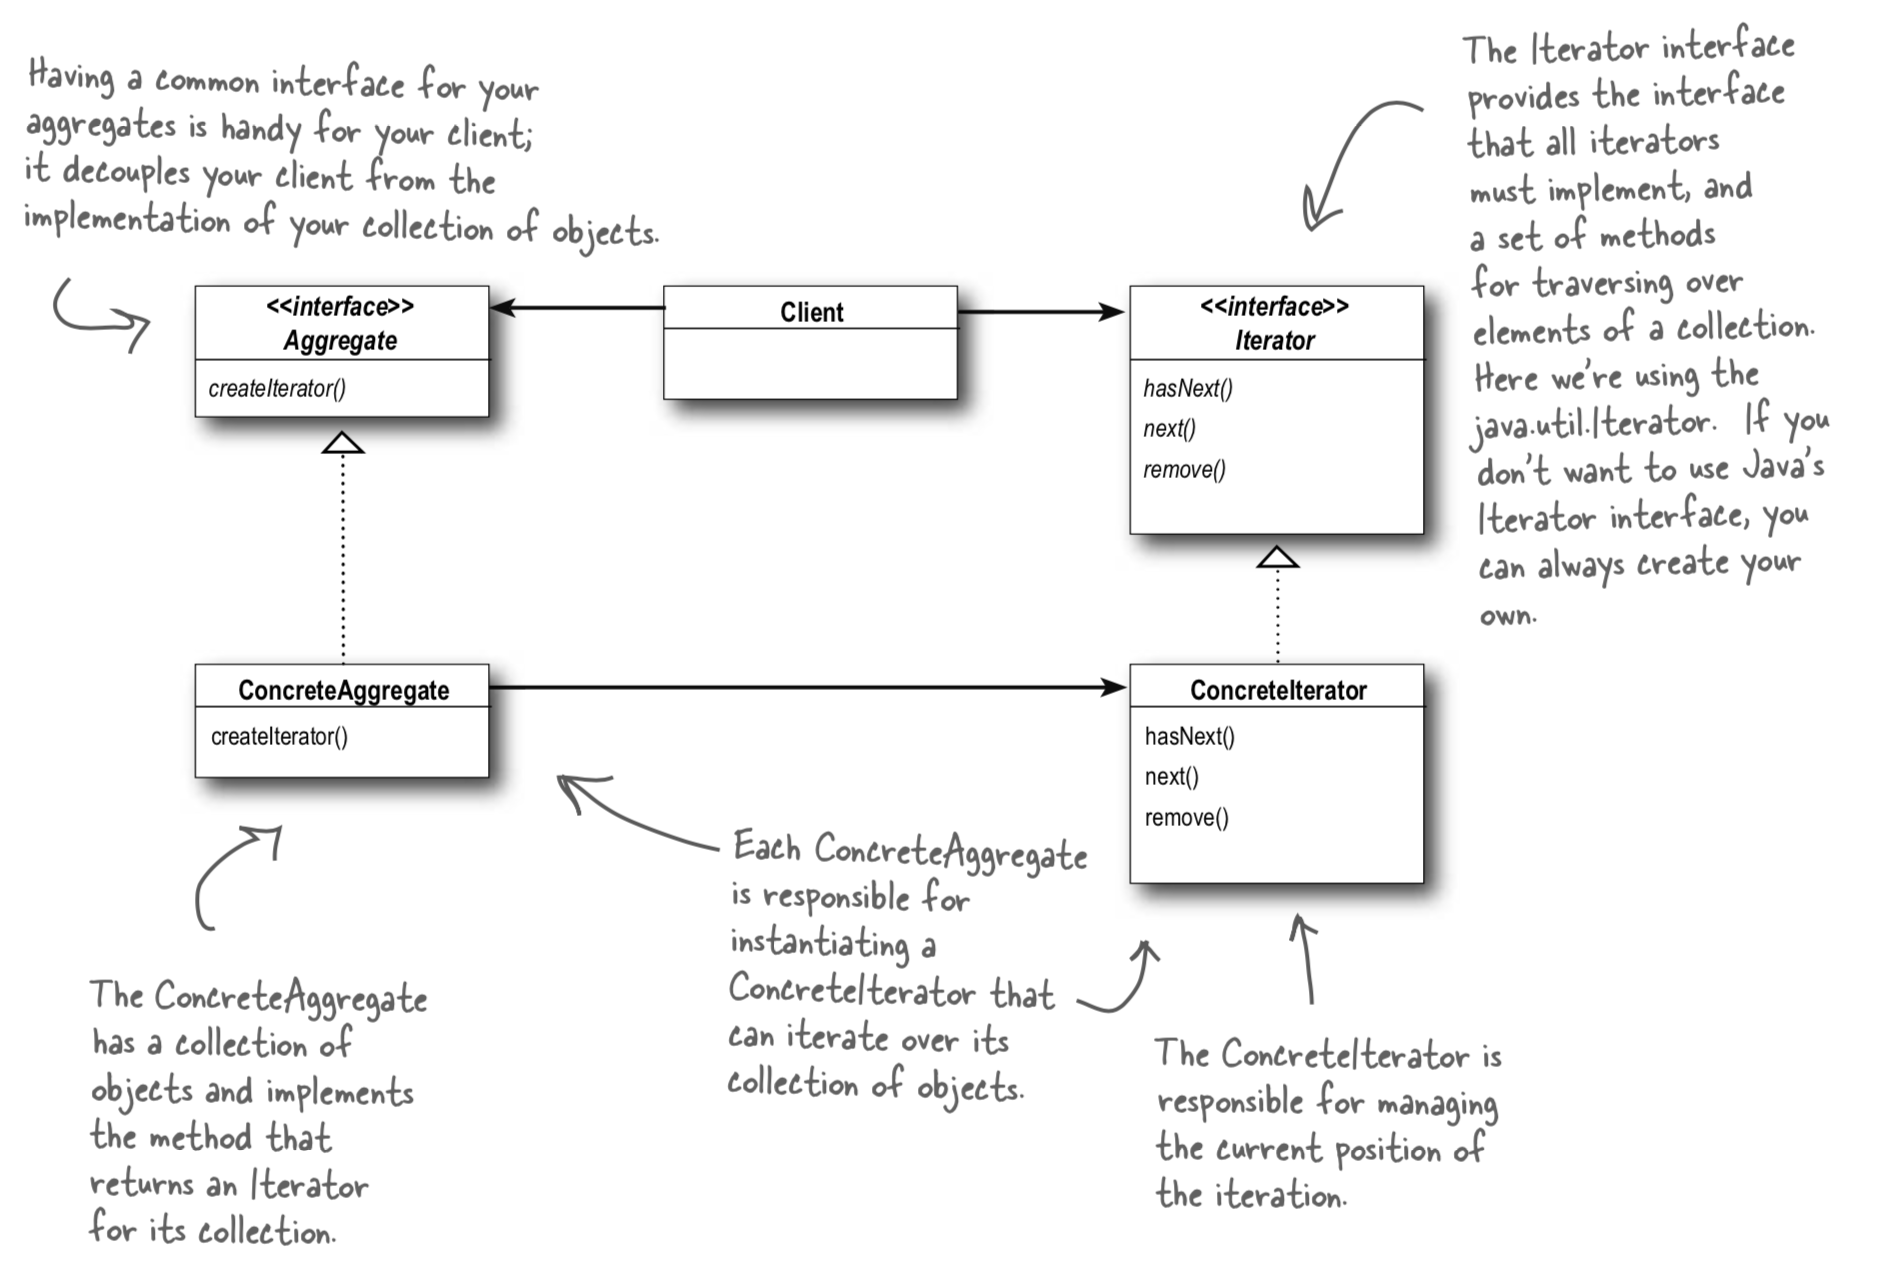 Having a common interface for your
aggregates is handy for your client;
it decouples your client from the
implementation of your collection of objects.
The Iterator interface
provides the interface
that all iterators
must implement, and
a set of methods
for traversing over
elements of a collection.
Here we're using the
java.util.Iterator. If you
don't want to use Java's
Iterator interface, you
can always create your
own.
<<interface>>
Aggregate
createIterator()
Client
<<interface>>
Iterator
hasNext()
next()
remove()
ConcreteAggregate
createIterator()
ConcreteIterator
hasNext()
next()
remove()
The ConcreteAggregate
has a collection of
objects and implements
the method that
returns an Iterator
for its collection.
Each ConcreteAggregate
is responsible for
instantiating a
ConcreteIterator that
can iterate over its
collection of objects.
The ConcreteIterator is
responsible for managing
the current position of
the iteration.